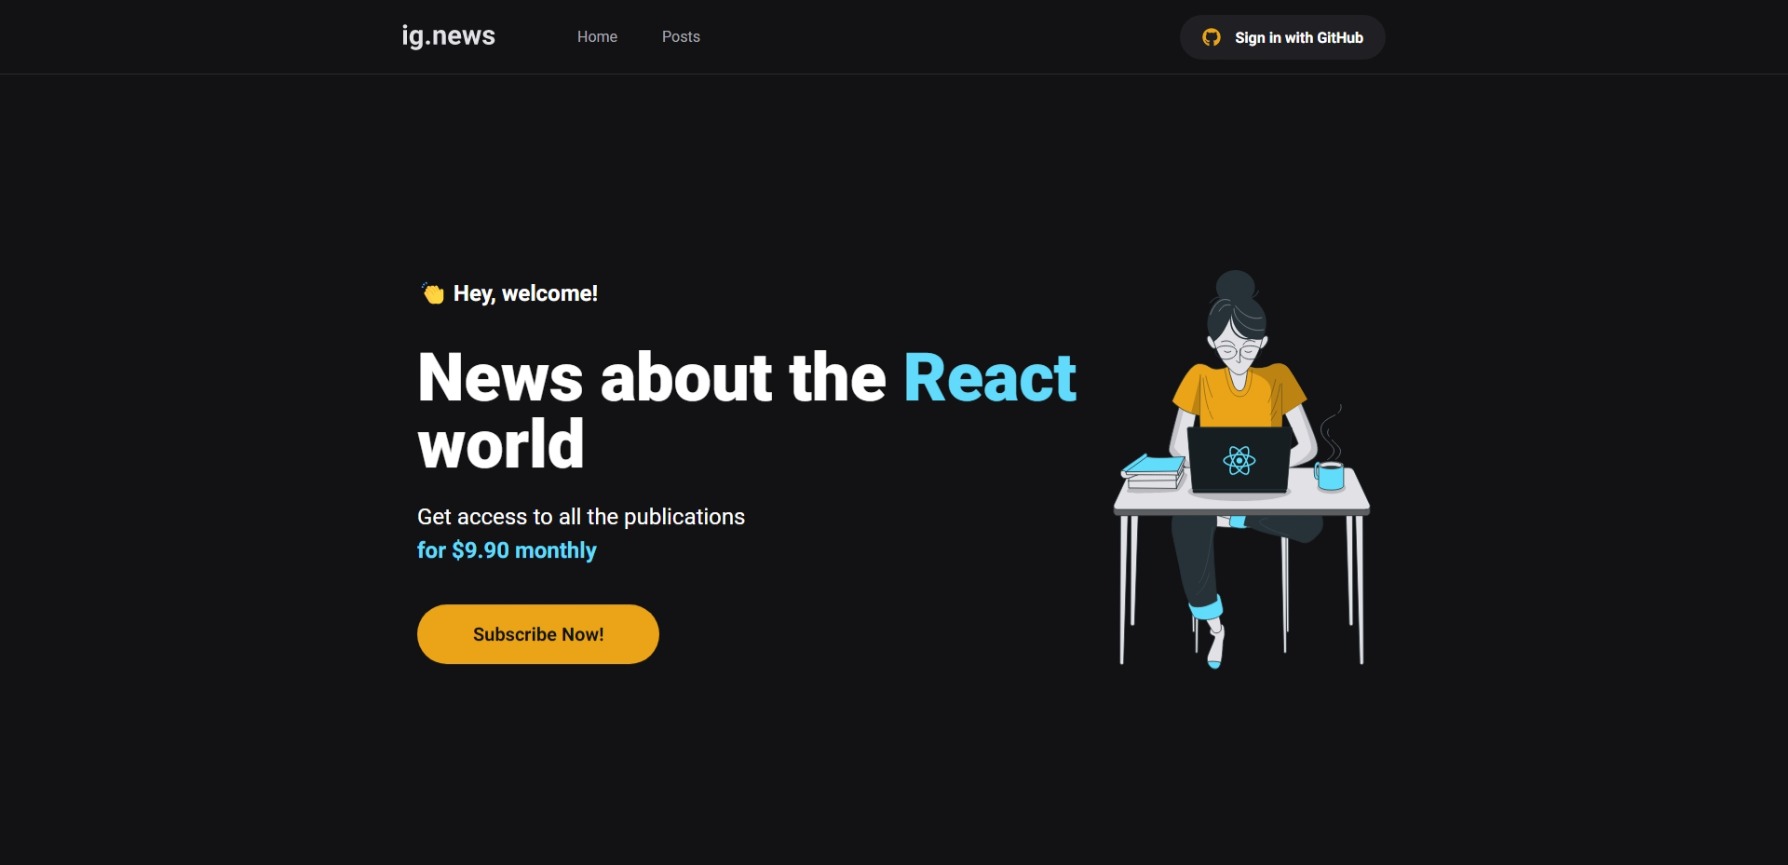 ig.news
Home
Posts
Sign in with GitHub
👏 Hey, welcome!
News about the React
world
Get access to all the publications
for $9.90 monthly
Subscribe Now!